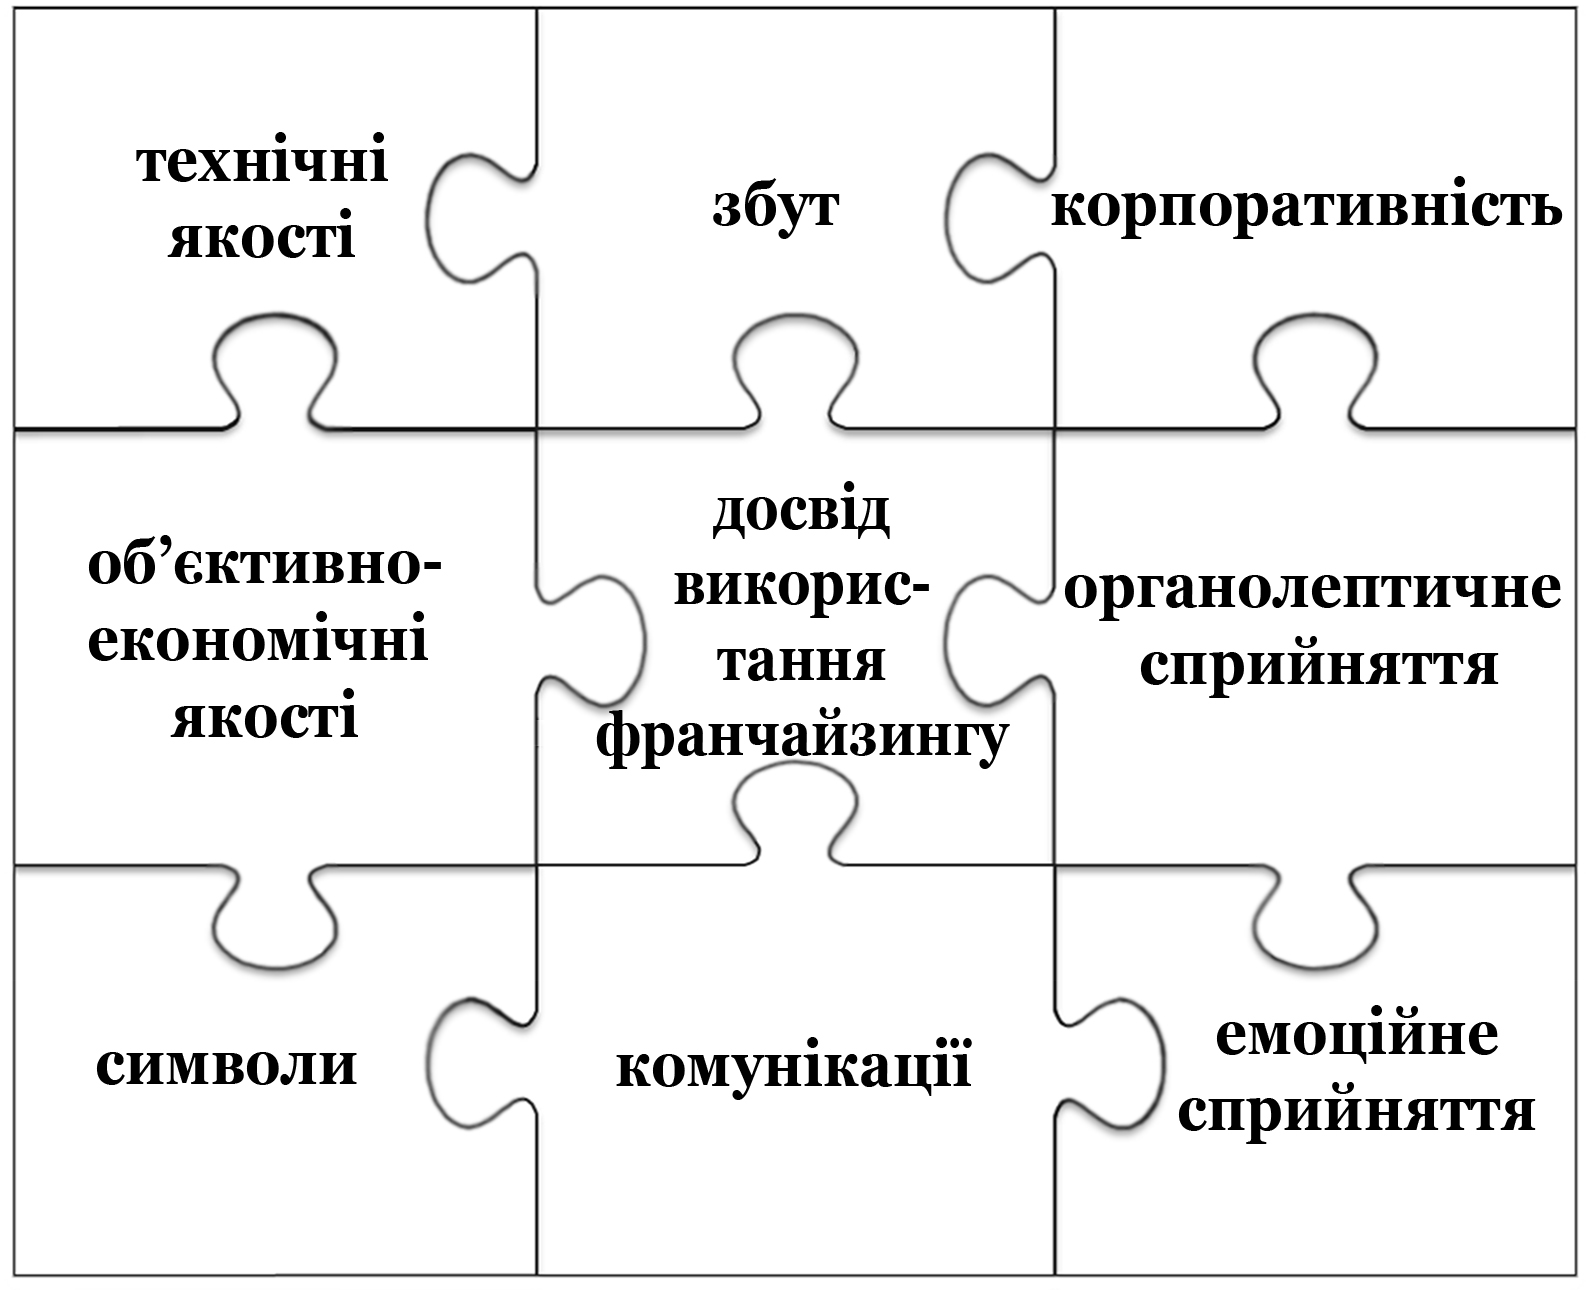 технічні
якості
збут
корпоративність
об’єктивно-
економічні
якості
досвід
викорис-
тання
франчайзингу
органолептичне
сприйняття
символи
комунікації
емоційне
сприйняття